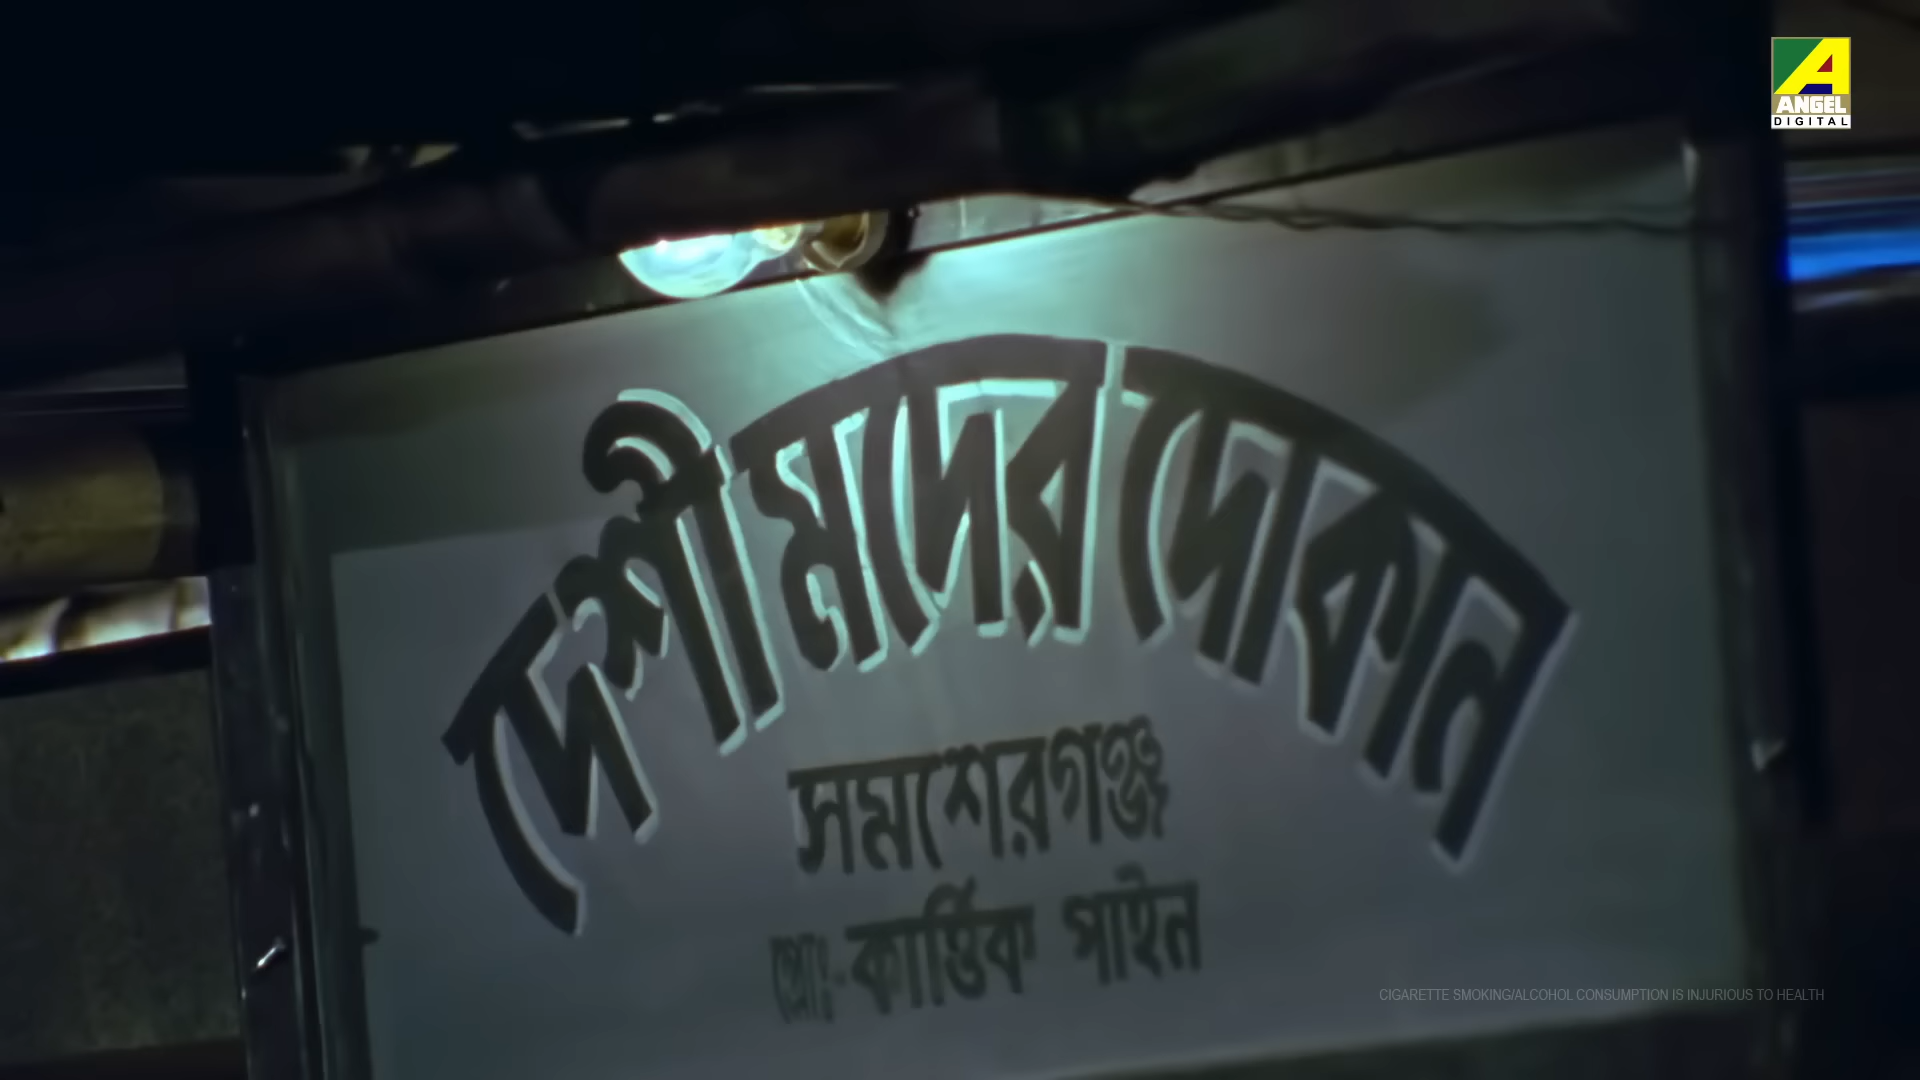 ANGEL
DIGITAL
দেশী মদের দোকান
সমশেরগঞ্জ
প্রোঃ-কার্ত্তিক পাইন
CIGARETTE SMOKING/ALCOHOL CONSUMPTION IS INJURIOUS TO HEALTH